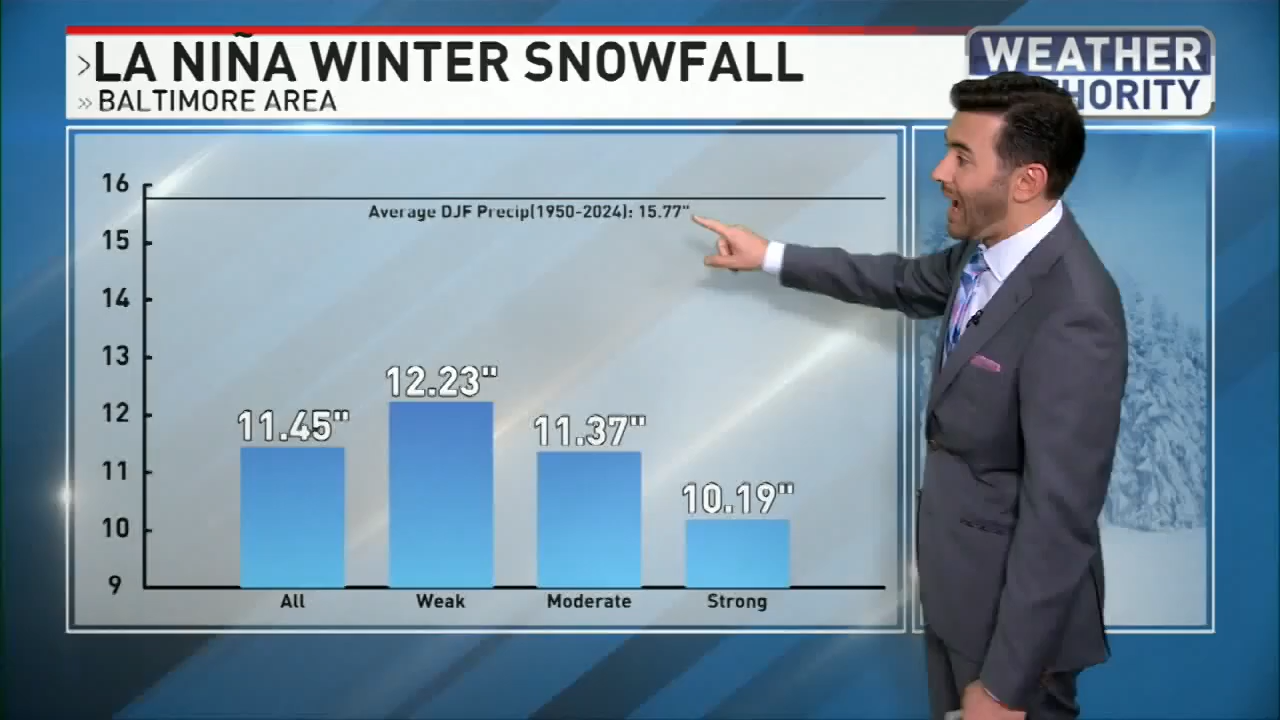 LA NIÑA WINTER SNOWFALL
BALTIMORE AREA
WEATHER
HORITY
16
Average DJF Precip(1950-2024): 15.77"
15
14
13
12
11
10
9
11.45"
12.23"
11.37"
10.19"
All
Weak
Moderate
Strong